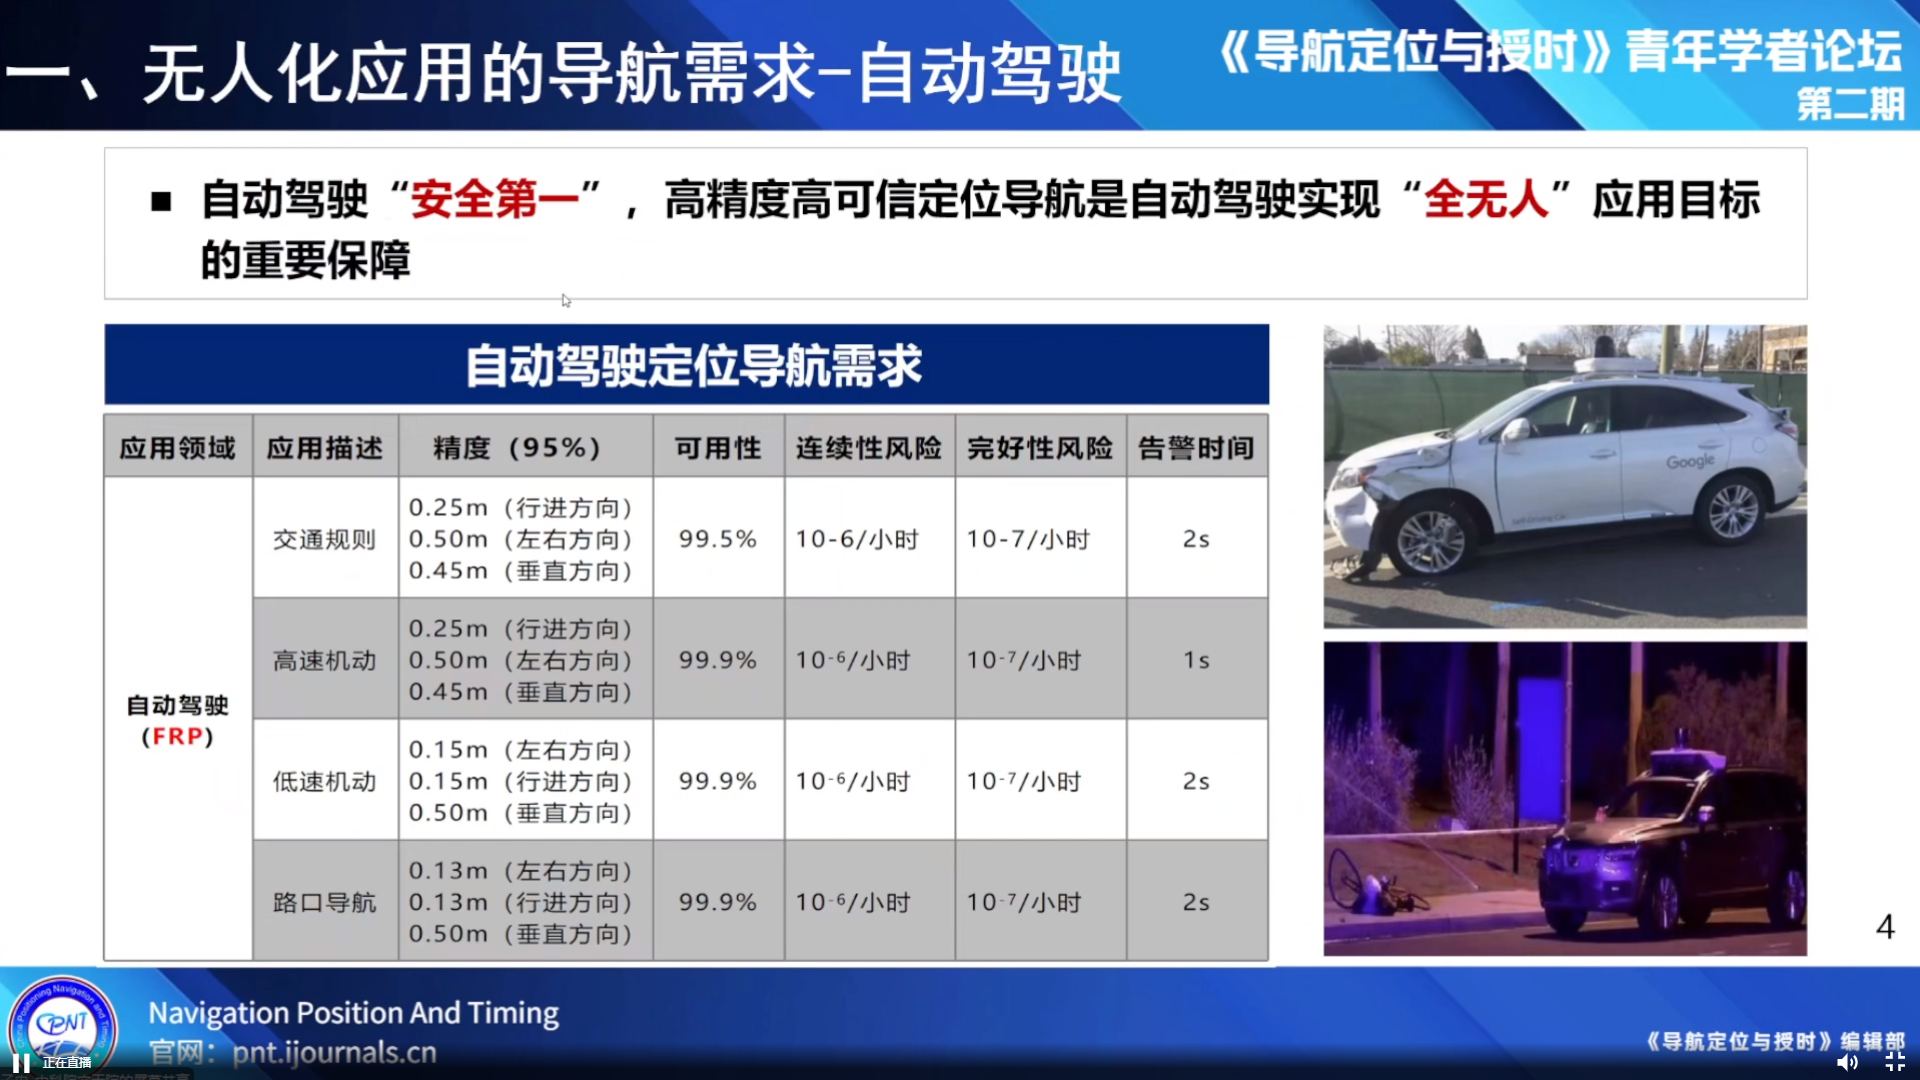 一、无人化应用的导航需求-自动驾驶
《导航定位与授时》青年学者论坛
第二期
■ 自动驾驶“安全第一”，高精度高可信定位导航是自动驾驶实现“全无人”应用目标
的重要保障
自动驾驶定位导航需求
应用领域 应用描述 精度（95%） 可用性 连续性风险 完好性风险 告警时间
自动驾驶
（FRP）
交通规则
0.25m（行进方向）
0.50m（左右方向）
0.45m（垂直方向）
99.5% 10-6/小时 10-7/小时 2s
高速机动
0.25m（行进方向）
0.50m（左右方向）
0.45m（垂直方向）
99.9% 10⁻⁶/小时 10⁻⁷/小时 1s
低速机动
0.15m（左右方向）
0.15m（行进方向）
0.50m（垂直方向）
99.9% 10⁻⁶/小时 10⁻⁷/小时 2s
路口导航
0.13m（左右方向）
0.13m（行进方向）
0.50m（垂直方向）
99.9% 10⁻⁶/小时 10⁻⁷/小时 2s
Google
Self-Driving Car
4
China Positioning Navigation and Timing
PNT
Navigation Position And Timing
官网：pnt.ijournals.cn
《导航定位与授时》编辑部
正在直播